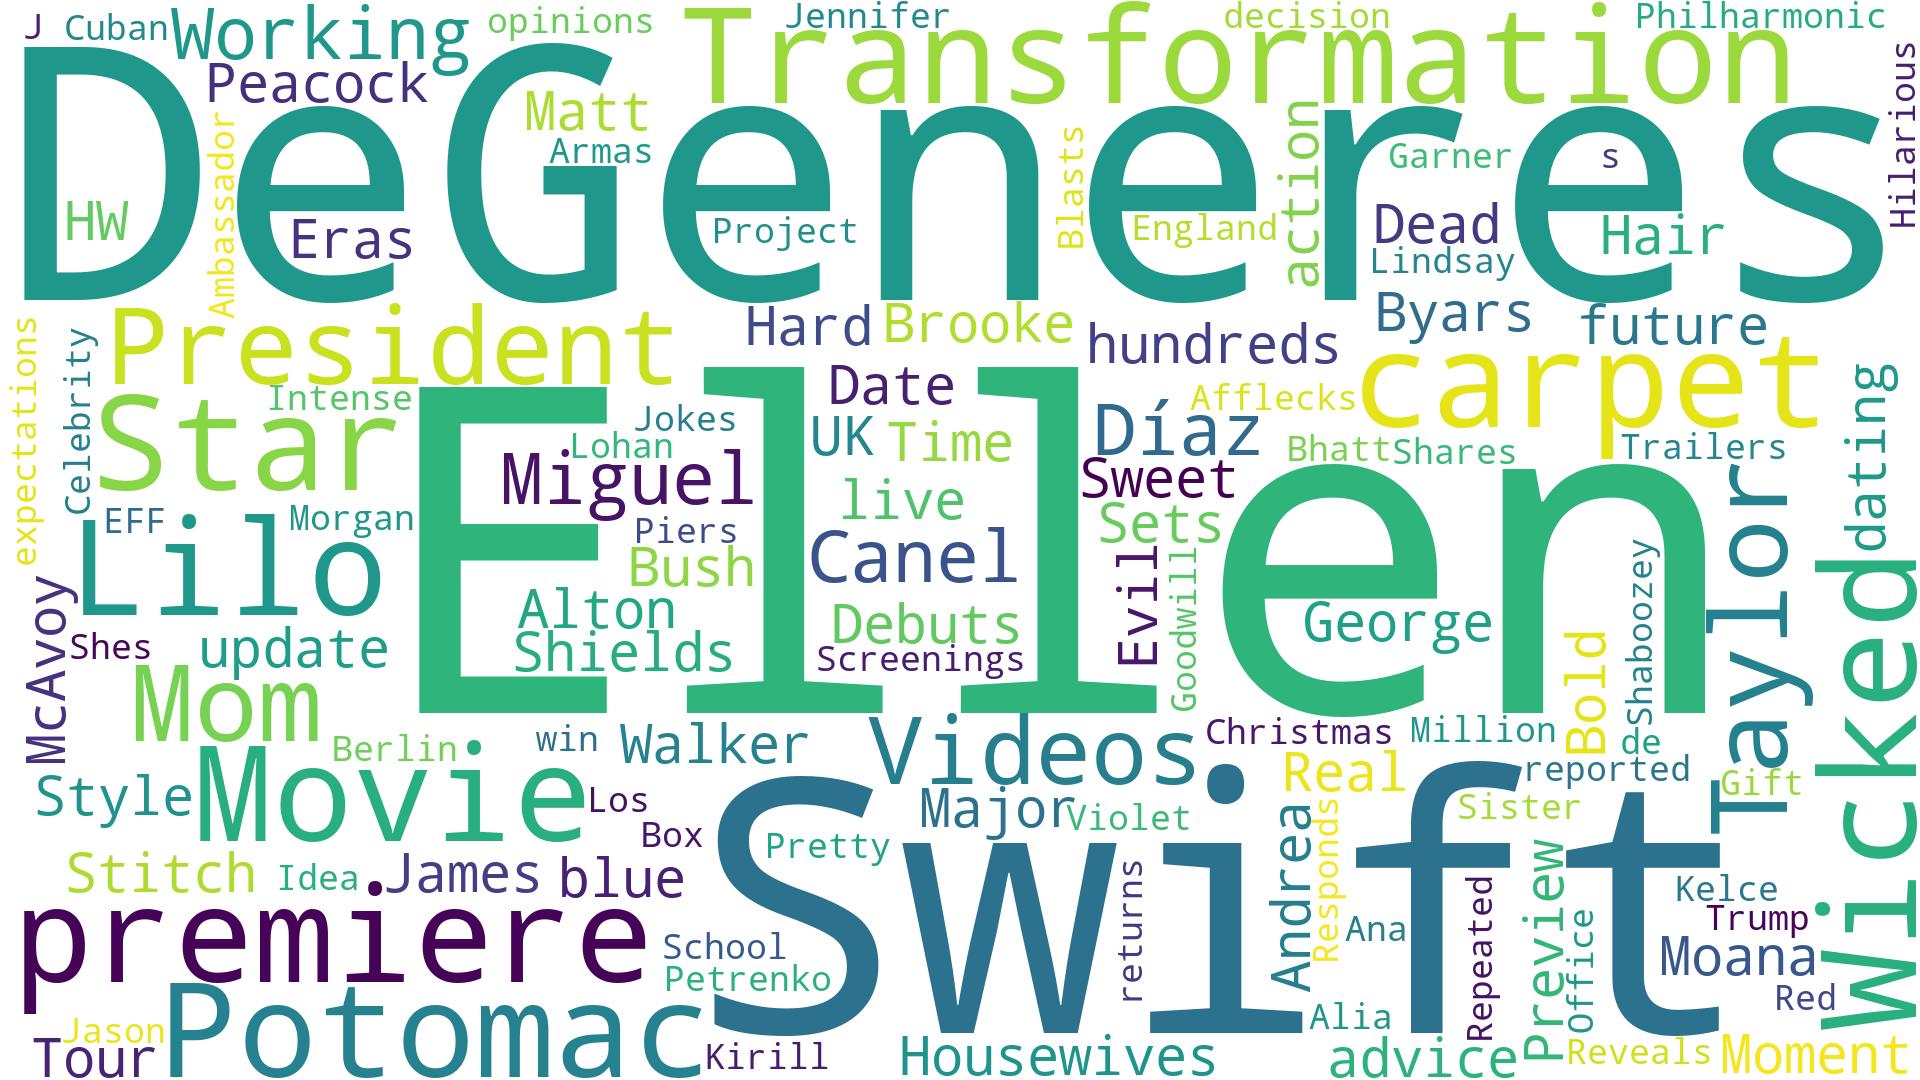 J
Cuban
Working
opinions
Transformation
Jennifer
decision
Philharmonic
Peacock
DeGeneres
Matt
Armas
Ambassador
HW
Eras
Project
Blasts
England
action
Garner
s
Dead
Lindsay
Hair
Hilarious
President
Hard
Brooke
hundreds
Byars
future
carpet
expectations
Celebrity
Intense
Star
Ellen
Date
Jokes
Lohan
Miguel
UK
Time
Díaz
Afflecks
Sweet
Bhatt
Shares
Trailers
dating
EFF
Morgan
Lilo
Piers
Bush
live
Canel
Sets
Evil
Goodwill
Alton
Shields
Debuts
Screenings
George
Bold
Shaboozey
de
Taylor
Wicked
McAvoy
Shes
update
Mom
Berlin
win
Walker
Videos
Christmas
Million
Real
reported
Gift
Style
Movie
Los
Box
Major
Violet
Pretty
Swift
Andrea
Responds
Sister
Stitch
Idea
James
blue
premiere
School
Petrenko
returns
Ana
Repeated
Preview
Office
Kelce
Trump
Moana
Red
Jason
Tour
Potomac
Kirill
Housewives
Alia
advice
Reveals
Moment